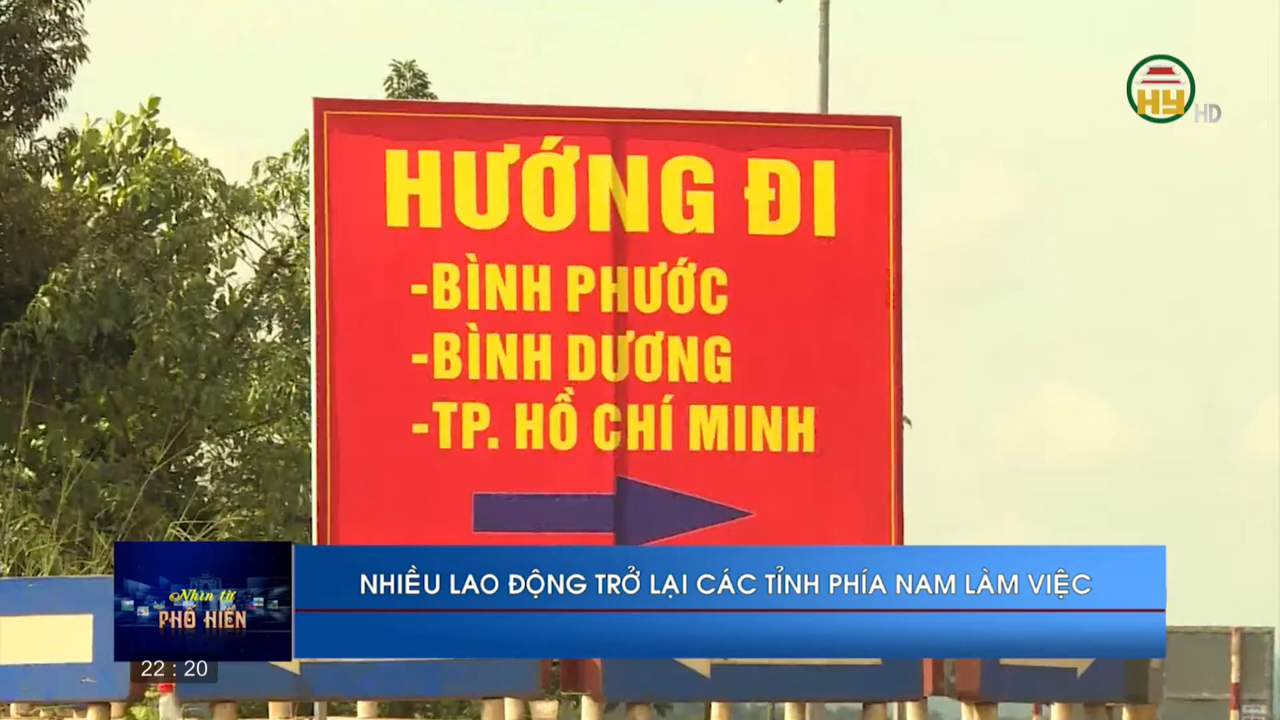 HY HD
HƯỚNG ĐI
-BÌNH PHƯỚC
-BÌNH DƯƠNG
-TP. HỒ CHÍ MINH
Nhìn từ
PHỐ HIẾN
NHIỀU LAO ĐỘNG TRỞ LẠI CÁC TỈNH PHÍA NAM LÀM VIỆC
22 : 20